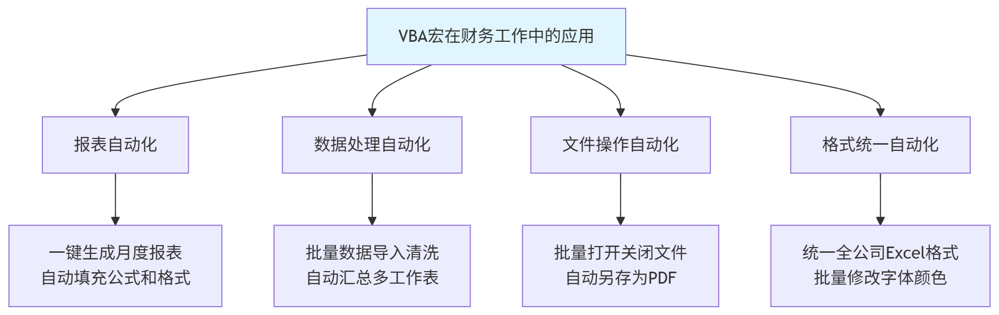 VBA宏在财务工作中的应用
报表自动化
数据处理自动化
文件操作自动化
格式统一自动化
一键生成月度报表
自动填充公式和格式
批量数据导入清洗
自动汇总多工作表
批量打开关闭文件
自动另存为PDF
统一全公司Excel格式
批量修改字体颜色